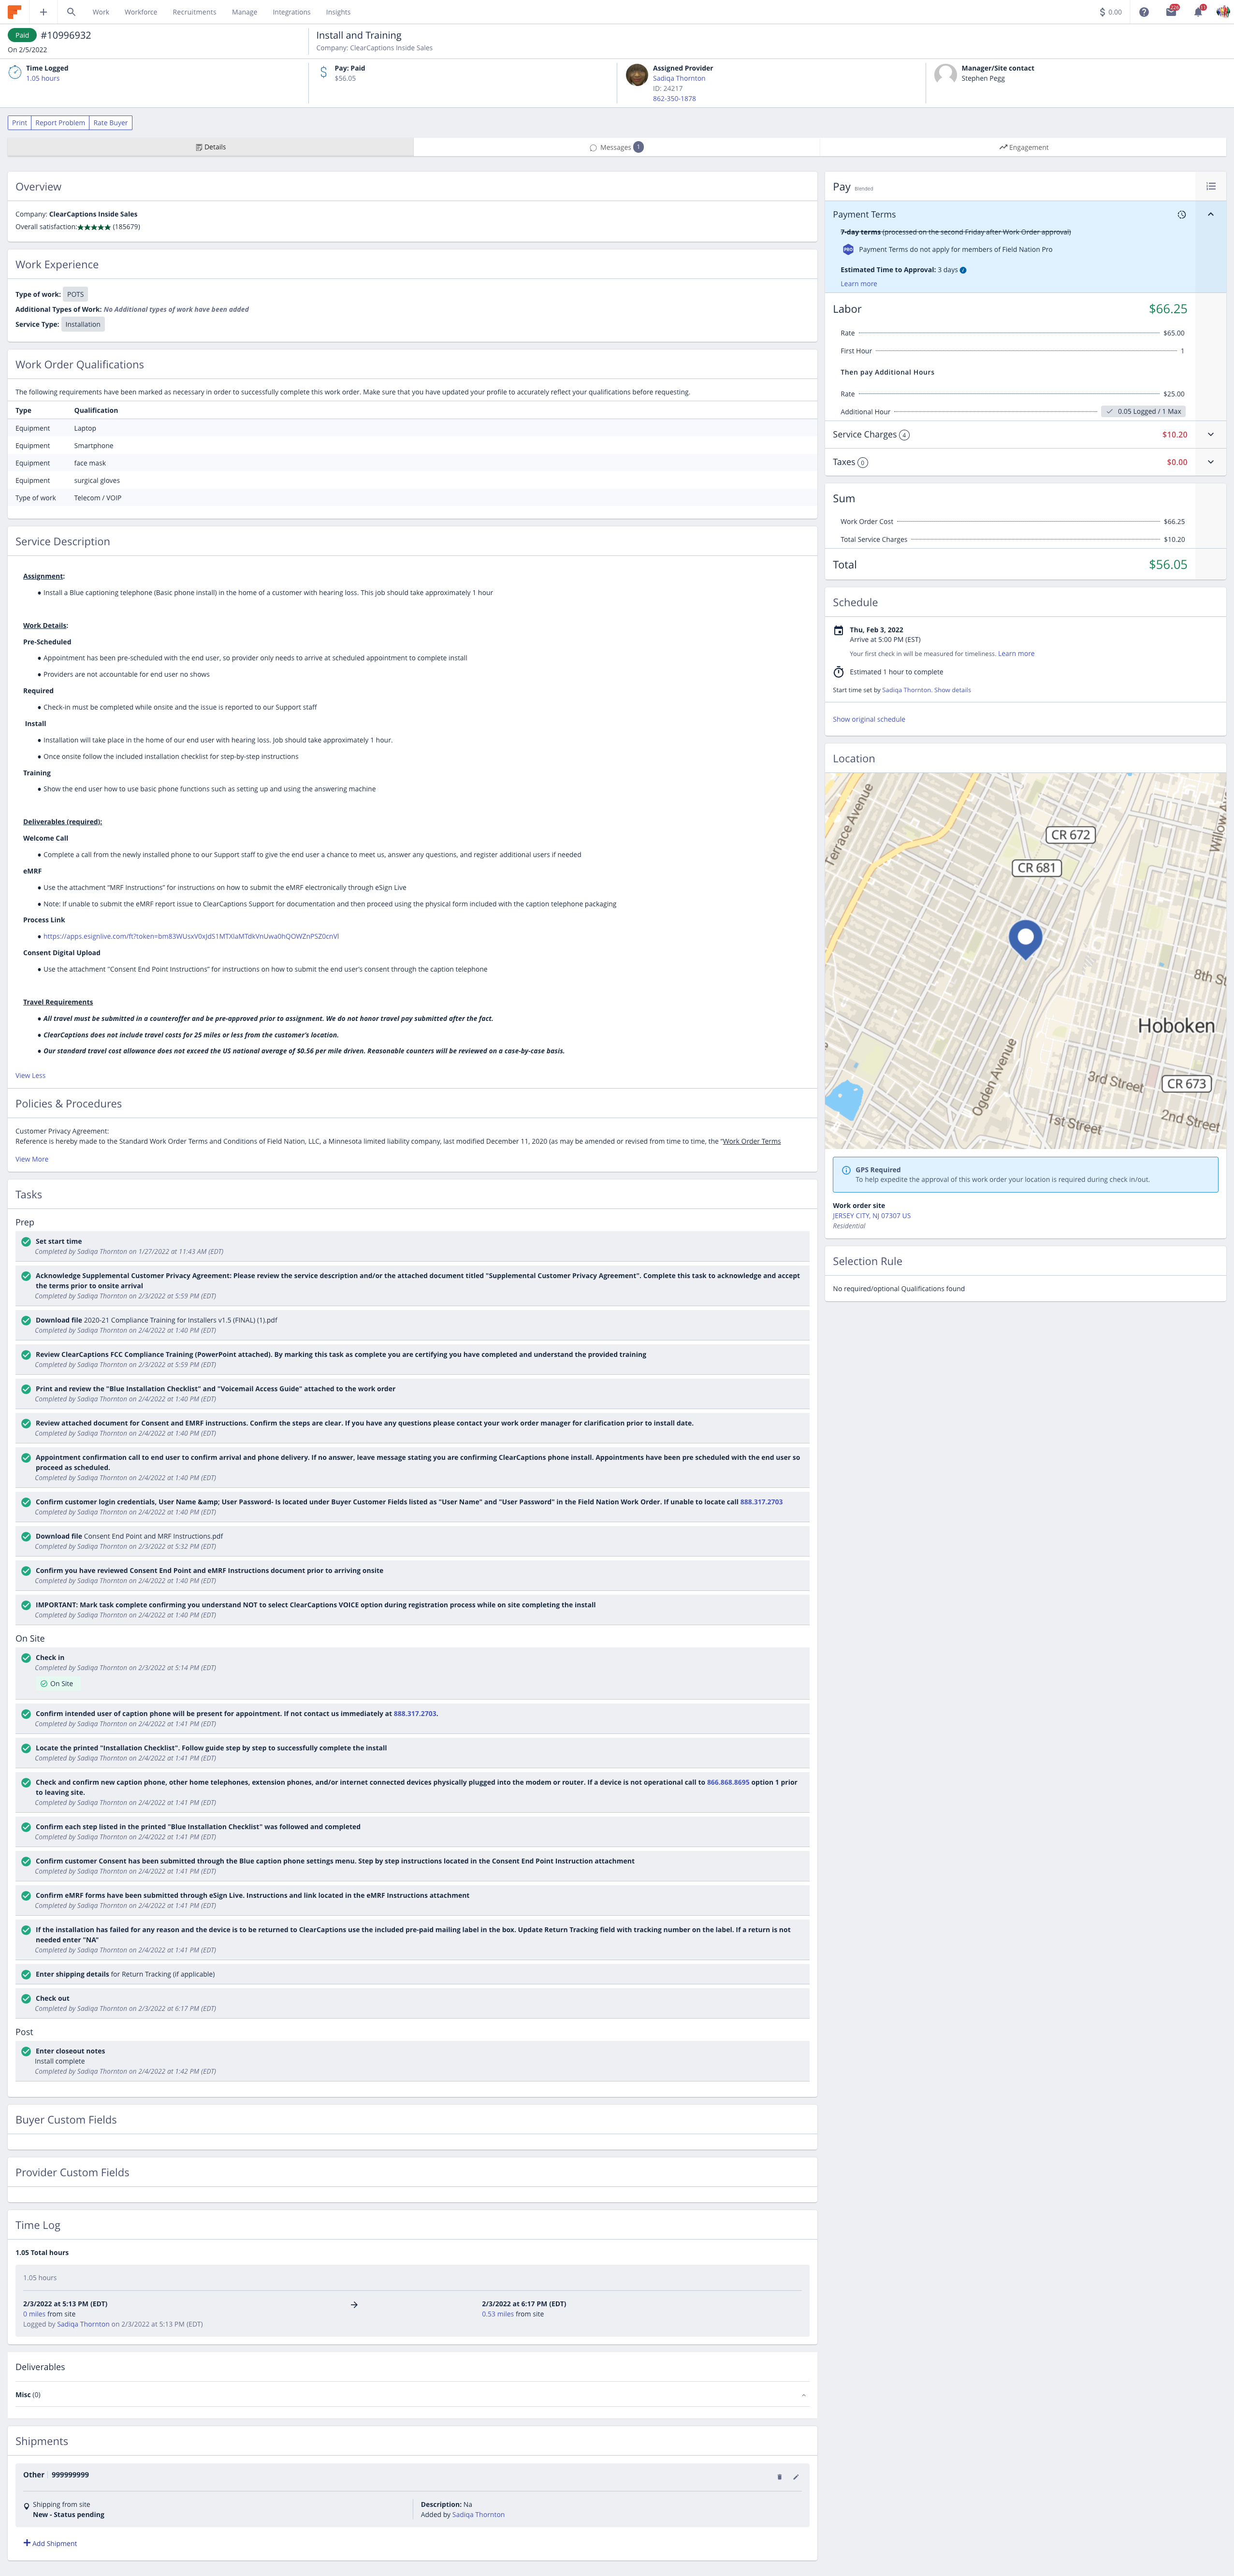 Work
Workforce
Recruitments
Manage
Integrations
Insights
0.00
Paid
#10996932
On 2/5/2022
Install and Training
Company: ClearCaptions Inside Sales
Time Logged
1.05 hours
Pay: Paid
$56.05
Assigned Provider
Sadiqa Thornton
ID: 24217
862-350-1878
Manager/Site contact
Stephen Pegg
Print
Report Problem
Rate Buyer
Details
Messages 1
Engagement
Overview
Company: ClearCaptions Inside Sales
Overall satisfaction:★★★★★ (185679)
Work Experience
Type of work: POTS
Additional Types of Work: No Additional types of work have been added
Service Type: Installation
Work Order Qualifications
The following requirements have been marked as necessary in order to successfully complete this work order. Make sure that you have updated your profile to accurately reflect your qualifications before requesting.
Type Qualification
Equipment Laptop
Equipment Smartphone
Equipment face mask
Equipment surgical gloves
Type of work Telecom / VOIP
Service Description
Assignment:
• Install a Blue captioning telephone (Basic phone install) in the home of a customer with hearing loss. This job should take approximately 1 hour
Work Details:
Pre-Scheduled
• Appointment has been pre-scheduled with the end user, so provider only needs to arrive at scheduled appointment to complete install
• Providers are not accountable for end user no shows
Required
• Check-in must be completed while onsite and the issue is reported to our Support staff
Install
• Installation will take place in the home of our end user with hearing loss. Job should take approximately 1 hour.
• Once onsite follow the included installation checklist for step-by-step instructions
Training
• Show the end user how to use basic phone functions such as setting up and using the answering machine
Deliverables (required):
Welcome Call
• Complete a call from the newly installed phone to our Support staff to give the end user a chance to meet us, answer any questions, and register additional users if needed
eMRF
• Use the attachment “MRF Instructions” for instructions on how to submit the eMRF electronically through eSign Live
• Note: If unable to submit the eMRF report issue to ClearCaptions Support for documentation and then proceed using the physical form included with the caption telephone packaging
Process Link
Consent Digital Upload
• Use the attachment “Consent End Point Instructions” for instructions on how to submit the end user’s consent through the caption telephone
Travel Requirements
• All travel must be submitted in a counteroffer and be pre-approved prior to assignment. We do not honor travel pay submitted after the fact.
• ClearCaptions does not include travel costs for 25 miles or less from the customer’s location.
• Our standard travel cost allowance does not exceed the US national average of $0.56 per mile driven. Reasonable counters will be reviewed on a case-by-case basis.
View Less
Policies & Procedures
Customer Privacy Agreement:
Reference is hereby made to the Standard Work Order Terms and Conditions of Field Nation, LLC, a Minnesota limited liability company, last modified December 11, 2020 (as may be amended or revised from time to time, the "Work Order Terms
View More
Tasks
Prep
Set start time
Completed by Sadiqa Thornton on 1/27/2022 at 11:43 AM (EDT)
Acknowledge Supplemental Customer Privacy Agreement: Please review the service description and/or the attached document titled "Supplemental Customer Privacy Agreement". Complete this task to acknowledge and accept
the terms prior to onsite arrival
Completed by Sadiqa Thornton on 2/3/2022 at 5:59 PM (EDT)
Download file 2020-21 Compliance Training for Installers v1.5 (FINAL) (1).pdf
Completed by Sadiqa Thornton on 2/4/2022 at 1:40 PM (EDT)
Review ClearCaptions FCC Compliance Training (PowerPoint attached). By marking this task as complete you are certifying you have completed and understand the provided training
Completed by Sadiqa Thornton on 2/3/2022 at 5:59 PM (EDT)
Print and review the "Blue Installation Checklist" and "Voicemail Access Guide" attached to the work order
Completed by Sadiqa Thornton on 2/4/2022 at 1:40 PM (EDT)
Review attached document for Consent and EMRF instructions. Confirm the steps are clear. If you have any questions please contact your work order manager for clarification prior to install date.
Completed by Sadiqa Thornton on 2/4/2022 at 1:40 PM (EDT)
Appointment confirmation call to end user to confirm arrival and phone delivery. If no answer, leave message stating you are confirming ClearCaptions phone install. Appointments have been pre scheduled with the end user so
proceed as scheduled.
Completed by Sadiqa Thornton on 2/4/2022 at 1:40 PM (EDT)
Confirm customer login credentials, User Name &amp; User Password- Is located under Buyer Customer Fields listed as "User Name" and "User Password" in the Field Nation Work Order. If unable to locate call 888.317.2703
Completed by Sadiqa Thornton on 2/4/2022 at 1:40 PM (EDT)
Download file Consent End Point and MRF Instructions.pdf
Completed by Sadiqa Thornton on 2/3/2022 at 5:32 PM (EDT)
Confirm you have reviewed Consent End Point and eMRF Instructions document prior to arriving onsite
Completed by Sadiqa Thornton on 2/4/2022 at 1:40 PM (EDT)
IMPORTANT: Mark task complete confirming you understand NOT to select ClearCaptions VOICE option during registration process while on site completing the install
Completed by Sadiqa Thornton on 2/4/2022 at 1:40 PM (EDT)
On Site
Check in
Completed by Sadiqa Thornton on 2/3/2022 at 5:14 PM (EDT)
On Site
Confirm intended user of caption phone will be present for appointment. If not contact us immediately at 888.317.2703.
Completed by Sadiqa Thornton on 2/4/2022 at 1:41 PM (EDT)
Locate the printed "Installation Checklist". Follow guide step by step to successfully complete the install
Completed by Sadiqa Thornton on 2/4/2022 at 1:41 PM (EDT)
Check and confirm new caption phone, other home telephones, extension phones, and/or internet connected devices physically plugged into the modem or router. If a device is not operational call to 866.868.8695 option 1 prior
to leaving site.
Completed by Sadiqa Thornton on 2/4/2022 at 1:41 PM (EDT)
Confirm each step listed in the printed "Blue Installation Checklist" was followed and completed
Completed by Sadiqa Thornton on 2/4/2022 at 1:41 PM (EDT)
Confirm customer Consent has been submitted through the Blue caption phone settings menu. Step by step instructions located in the Consent End Point Instruction attachment
Completed by Sadiqa Thornton on 2/4/2022 at 1:41 PM (EDT)
Confirm eMRF forms have been submitted through eSign Live. Instructions and link located in the eMRF Instructions attachment
Completed by Sadiqa Thornton on 2/4/2022 at 1:41 PM (EDT)
If the installation has failed for any reason and the device is to be returned to ClearCaptions use the included pre-paid mailing label in the box. Update Return Tracking field with tracking number on the label. If a return is not
needed enter "NA"
Completed by Sadiqa Thornton on 2/4/2022 at 1:41 PM (EDT)
Enter shipping details for Return Tracking (if applicable)
Check out
Completed by Sadiqa Thornton on 2/3/2022 at 6:17 PM (EDT)
Post
Enter closeout notes
Install complete
Completed by Sadiqa Thornton on 2/4/2022 at 1:42 PM (EDT)
Buyer Custom Fields
Provider Custom Fields
Time Log
1.05 Total hours
1.05 hours
2/3/2022 at 5:13 PM (EDT)
0 miles from site
Logged by Sadiqa Thornton on 2/3/2022 at 5:13 PM (EDT)
2/3/2022 at 6:17 PM (EDT)
0.53 miles from site
Deliverables
Misc (0)
Shipments
Other 999999999
Shipping from site
New - Status pending
Description: Na
Added by Sadiqa Thornton
Add Shipment
Pay Blended
Payment Terms
7-day terms (processed on the second Friday after Work Order approval)
PRO Payment Terms do not apply for members of Field Nation Pro
Estimated Time to Approval: 3 days
Learn more
Labor $66.25
Rate $65.00
First Hour 1
Then pay Additional Hours
Rate $25.00
Additional Hour 0.05 Logged / 1 Max
Service Charges 4 $10.20
Taxes 0 $0.00
Sum
Work Order Cost $66.25
Total Service Charges $10.20
Total $56.05
Schedule
Thu, Feb 3, 2022
Arrive at 5:00 PM (EST)
Your first check in will be measured for timeliness. Learn more
Estimated 1 hour to complete
Start time set by Sadiqa Thornton. Show details
Show original schedule
Location
Terrace Avenue
CR 672
Willow A
CR 681
8th St
Hoboken
Ogden Avenue
3rd Street
CR 673
1st Street
2nd Street
GPS Required
To help expedite the approval of this work order your location is required during check in/out.
Work order site
JERSEY CITY, NJ 07307 US
Residential
Selection Rule
No required/optional Qualifications found